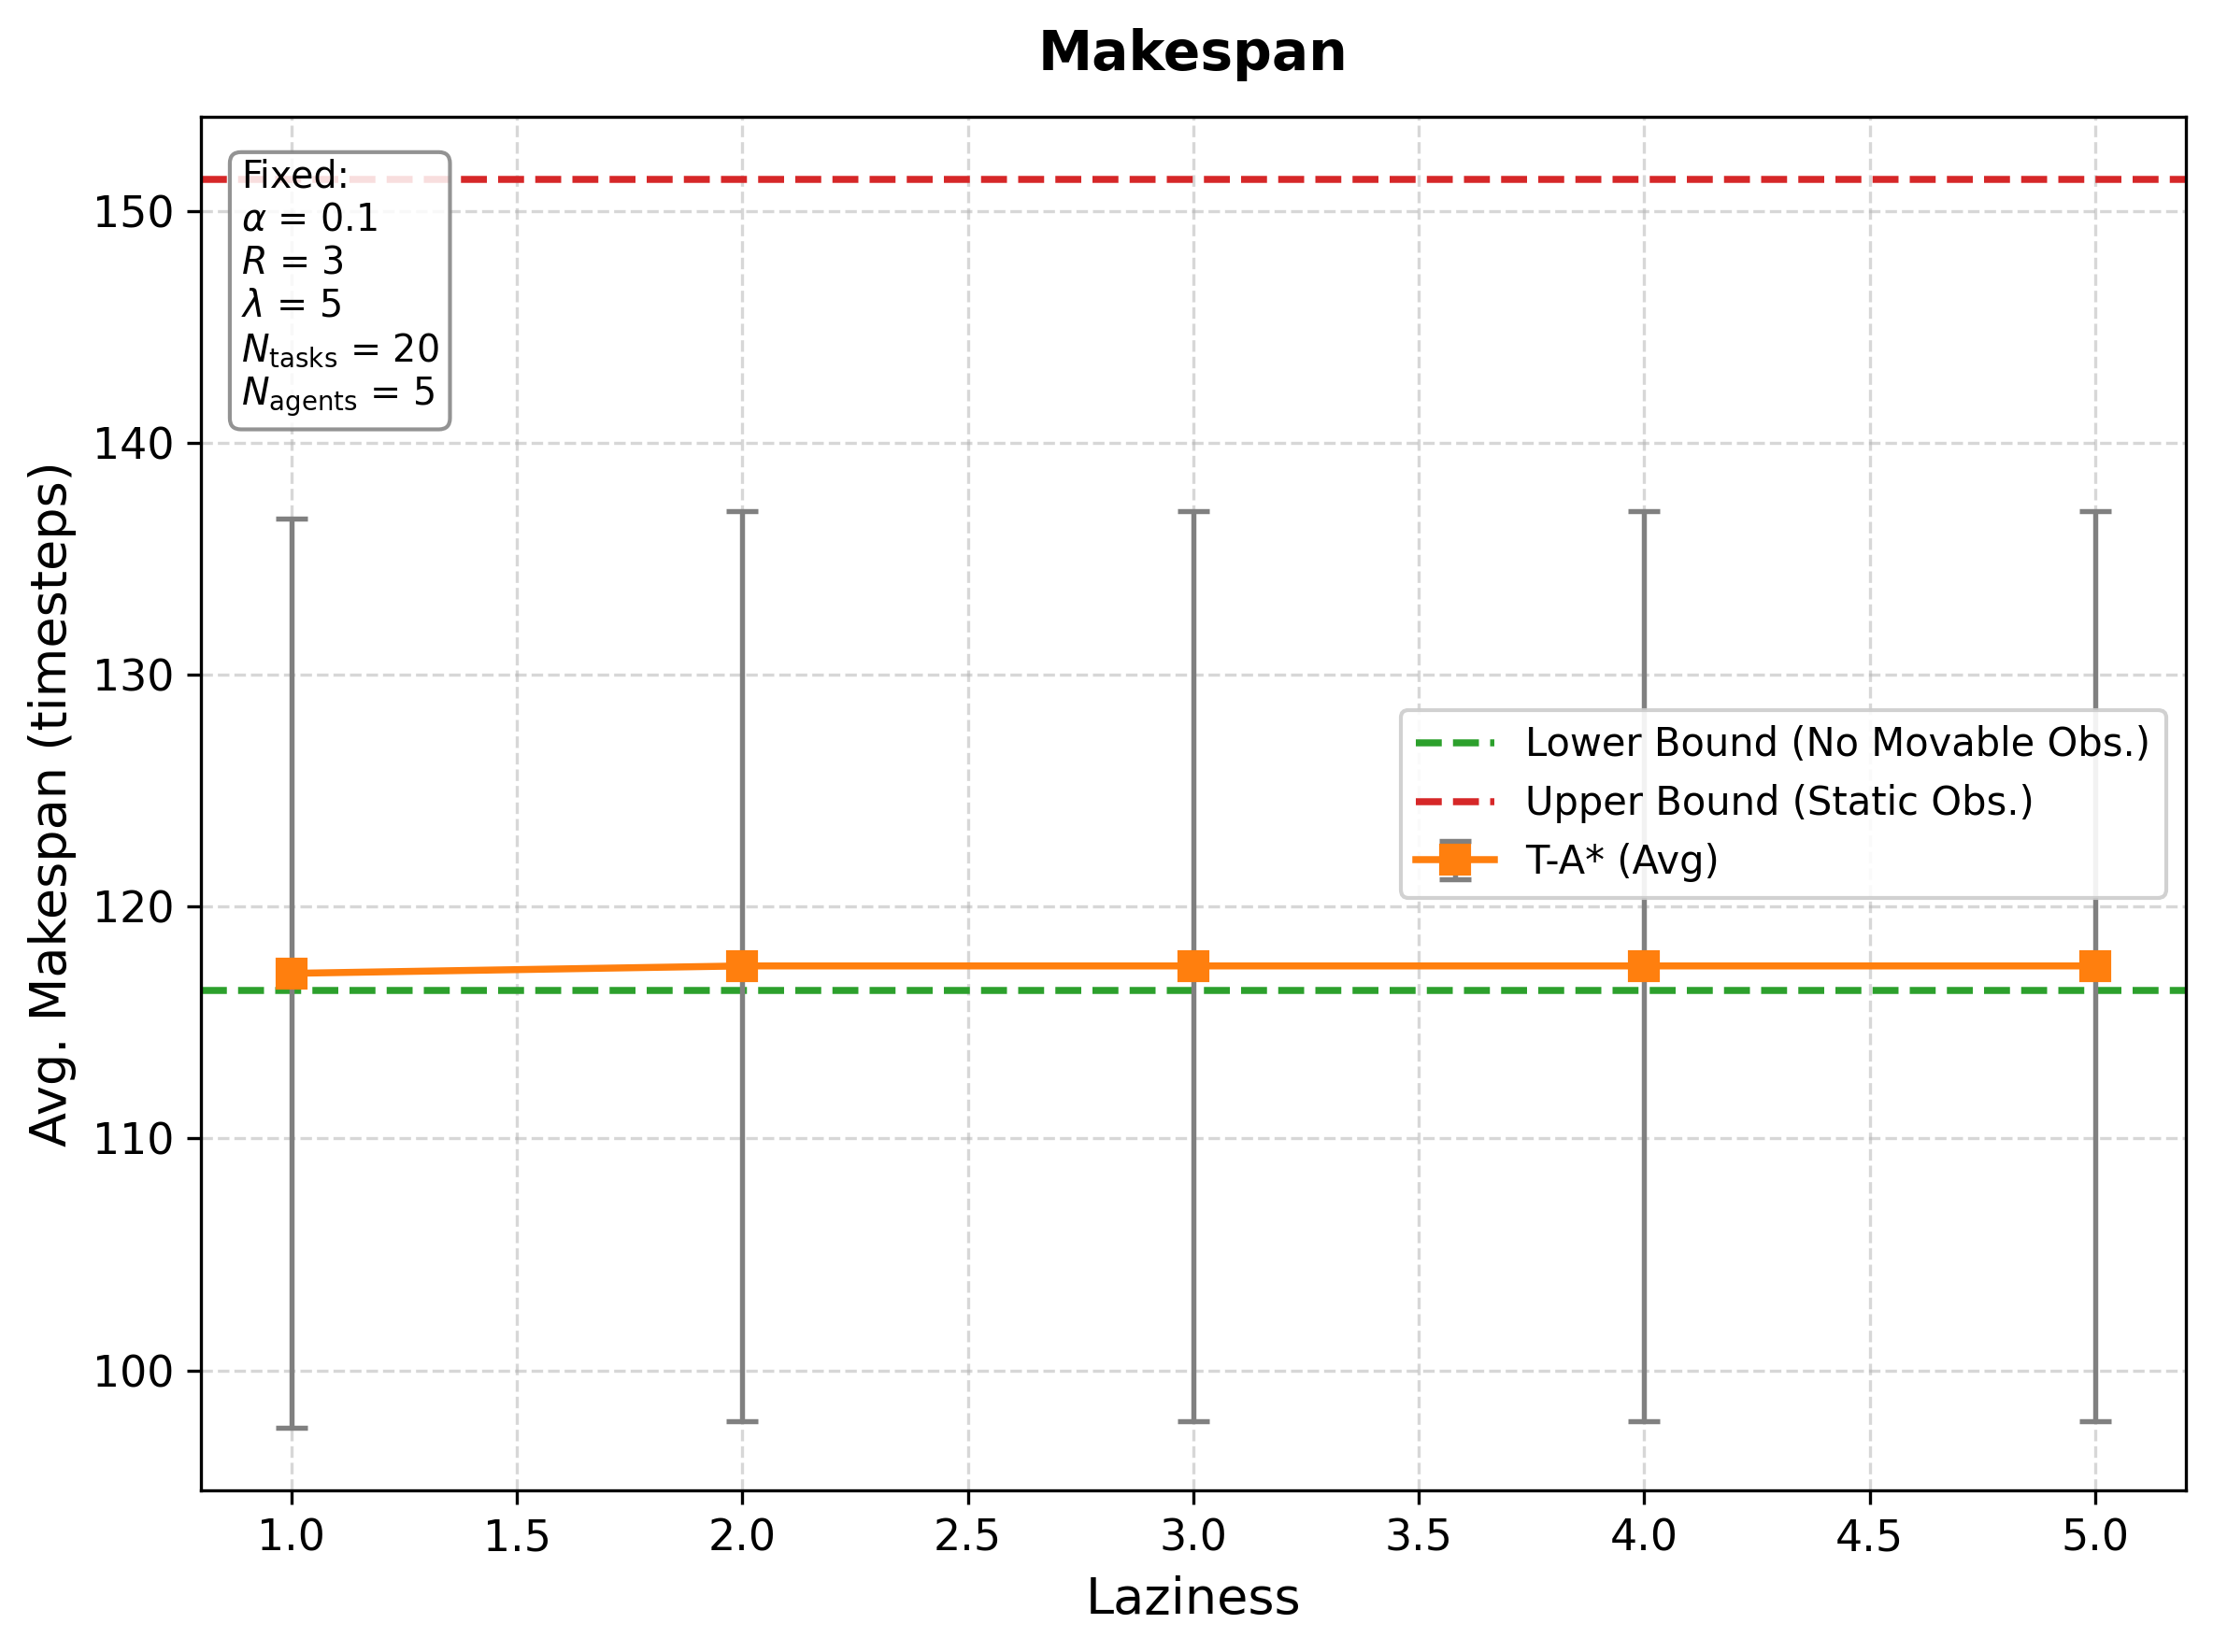 Makespan
Fixed:
α = 0.1
R = 3
λ = 5
N_tasks = 20
N_agents = 5
Avg. Makespan (timesteps)
150
140
130
120
110
100
Lower Bound (No Movable Obs.)
Upper Bound (Static Obs.)
T-A* (Avg)
1.0 1.5 2.0 2.5 3.0 3.5 4.0 4.5 5.0
Laziness